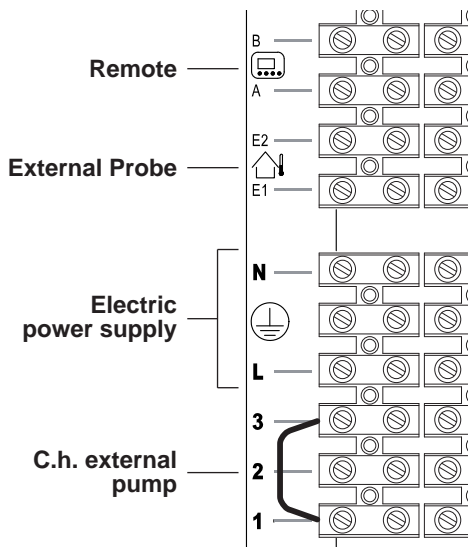 B
Remote
A
E2
External Probe
E1
N
Electric
power supply
L
3
C.h. external
pump
2
1